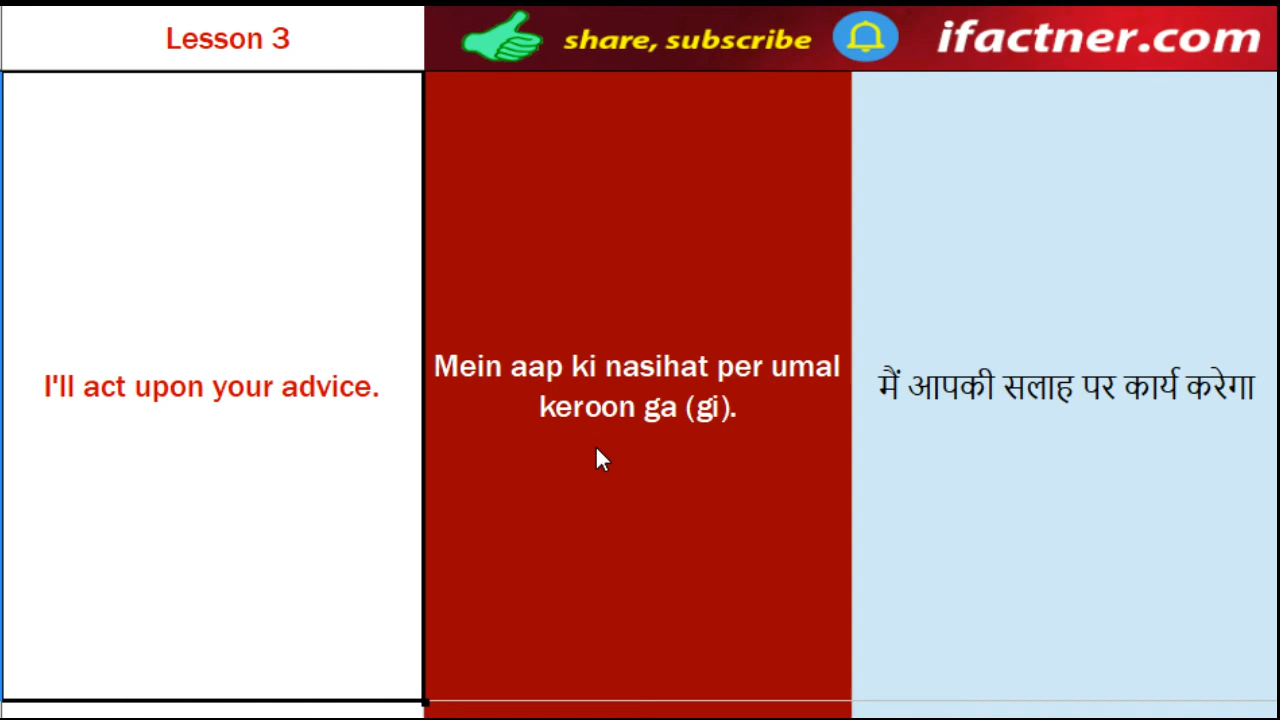 Lesson 3
share, subscribe
ifactner.com
I'll act upon your advice.
Mein aap ki nasihat per umal
keroon ga (gi).
मैं आपकी सलाह पर कार्य करेगा